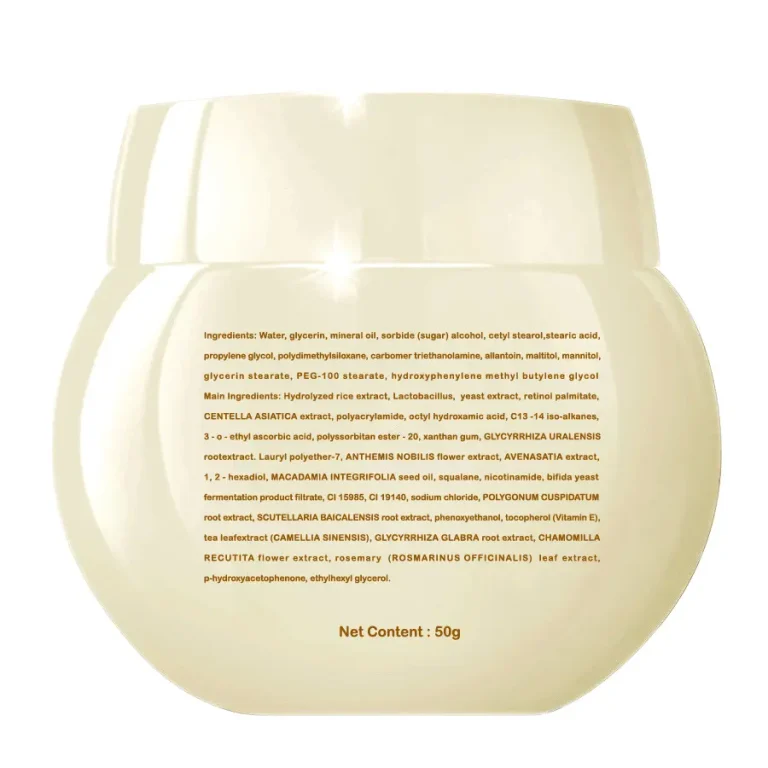 Ingredients: Water, glycerin, mineral oil, sorbide (sugar) alcohol, cetyl stearol,stearic acid,
propylene glycol, polydimethylsiloxane, carbomer triethanolamine, allantoin, maltitol, mannitol,
glycerin stearate, PEG-100 stearate, hydroxyphenylene methyl butylene glycol
Main Ingredients: Hydrolyzed rice extract, Lactobacillus, yeast extract, retinol palmitate,
CENTELLA ASIATICA extract, polyacrylamide, octyl hydroxamic acid, C13 -14 iso-alkanes,
3 - o - ethyl ascorbic acid, polyssorbitan ester - 20, xanthan gum, GLYCYRRHIZA URALENSIS
rootextract. Lauryl polyether-7, ANTHEMIS NOBILIS flower extract, AVENASATIA extract,
1, 2 - hexadiol, MACADAMIA INTEGRIFOLIA seed oil, squalane, nicotinamide, bifida yeast
fermentation product filtrate, CI 15985, CI 19140, sodium chloride, POLYGONUM CUSPIDATUM
root extract, SCUTELLARIA BAICALENSIS root extract, phenoxyethanol, tocopherol (Vitamin E),
tea leafextract (CAMELLIA SINENSIS), GLYCYRRHIZA GLABRA root extract, CHAMOMILLA
RECUTITA flower extract, rosemary (ROSMARINUS OFFICINALIS) leaf extract,
p-hydroxyacetophenone, ethylhexyl glycerol.
Net Content : 50g